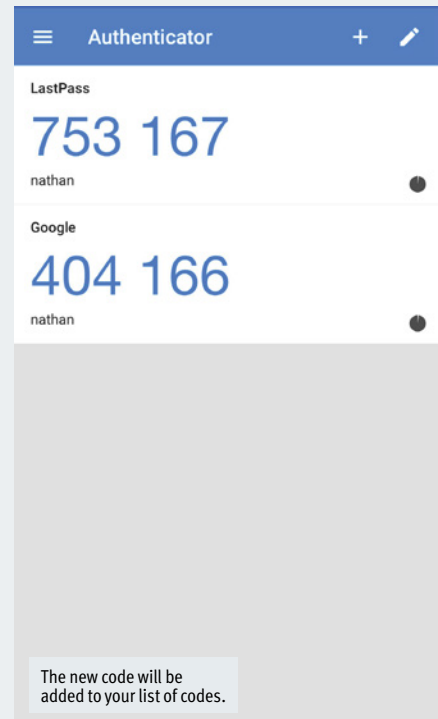 Authenticator
LastPass
753 167
nathan
Google
404 166
nathan
The new code will be
added to your list of codes.